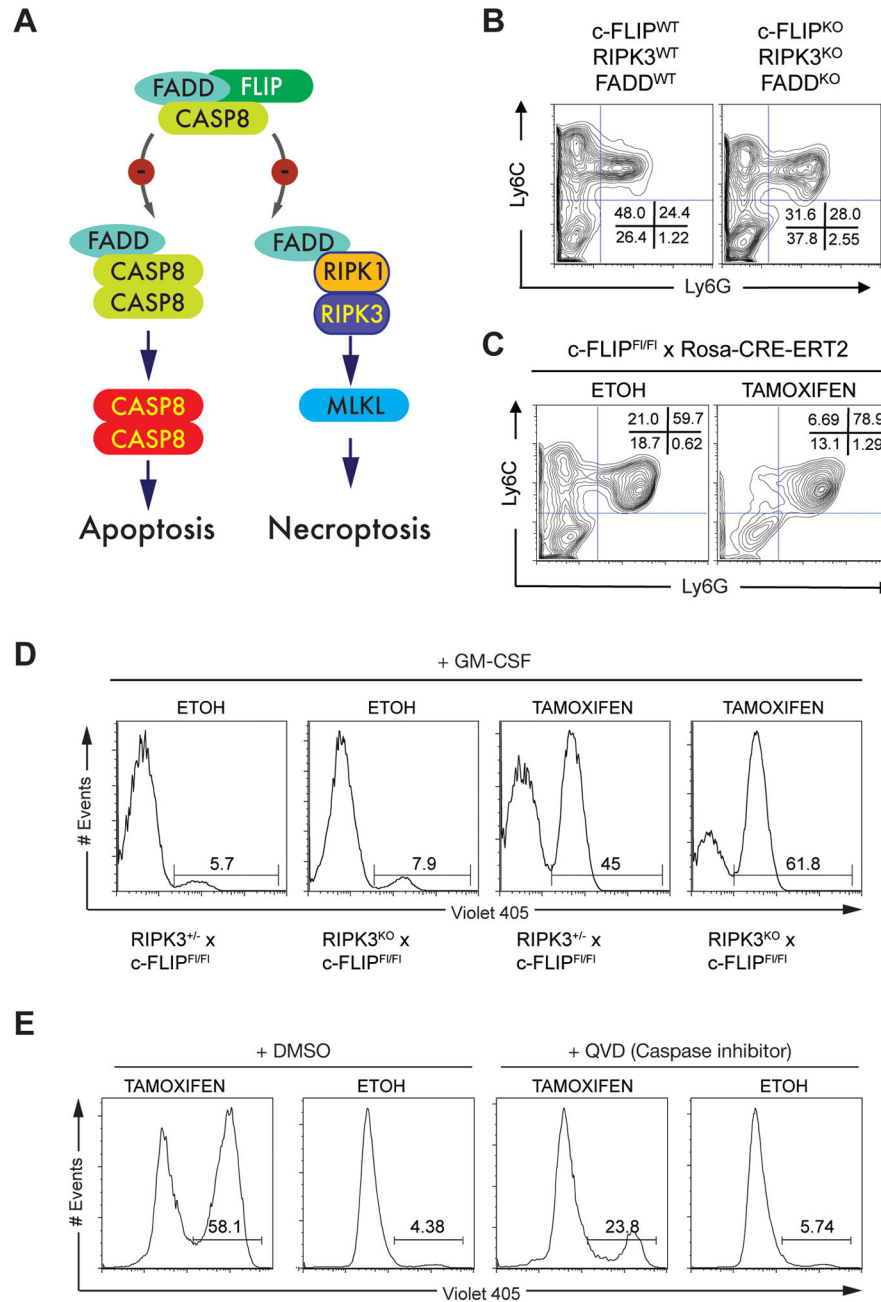 A
FADD FLIP
CASP8
- -
FADD FADD
CASP8 RIPK1
CASP8 RIPK3
CASP8 MLKL
CASP8
Apoptosis Necroptosis
B
c-FLIPWT c-FLIPKO
RIPK3WT RIPK3KO
FADDWT FADDKO
Ly6C
48.0 24.4 31.6 28.0
26.4 1.22 37.8 2.55
Ly6G
C
c-FLIPFl/Fl x Rosa-CRE-ERT2
ETOH TAMOXIFEN
Ly6C
21.0 59.7 6.69 78.9
18.7 0.62 13.1 1.29
Ly6G
D
+ GM-CSF
ETOH ETOH TAMOXIFEN TAMOXIFEN
# Events
5.7 7.9 45 61.8
Violet 405
RIPK3+/- x RIPK3KO x RIPK3+/- x RIPK3KO x
c-FLIPFl/Fl c-FLIPFl/Fl c-FLIPFl/Fl c-FLIPFl/Fl
E
+ DMSO + QVD (Caspase inhibitor)
TAMOXIFEN ETOH TAMOXIFEN ETOH
# Events
58.1 4.38 23.8 5.74
Violet 405